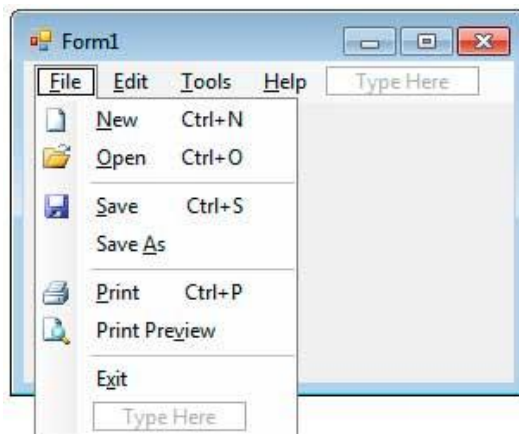 Form1
File Edit Tools Help Type Here
New Ctrl+N
Open Ctrl+O
Save Ctrl+S
Save As
Print Ctrl+P
Print Preview
Exit
Type Here